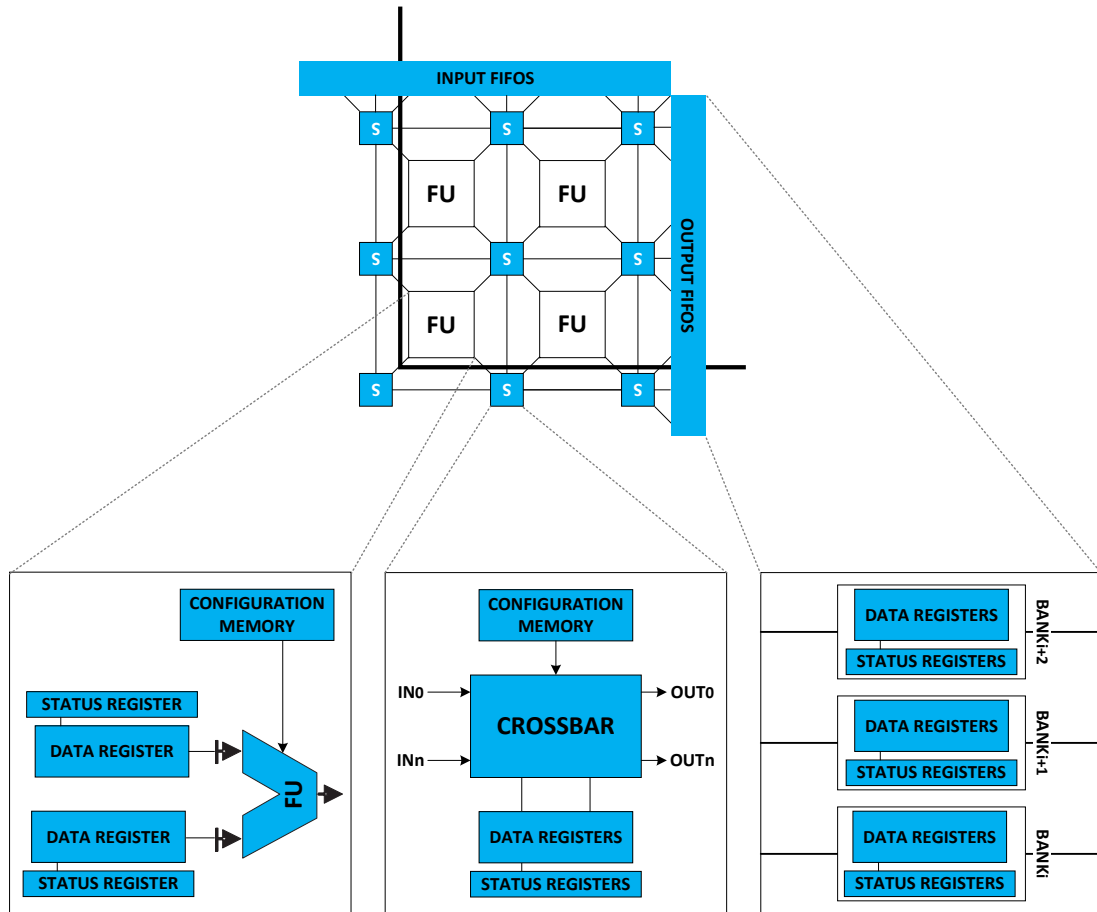 INPUT FIFOS
S S S
FU FU
OUTPUT FIFOS
S S S
FU FU
S S S
CONFIGURATION
MEMORY
STATUS REGISTER
DATA REGISTER
FU
DATA REGISTER
STATUS REGISTER
CONFIGURATION
MEMORY
IN0
OUT0
CROSSBAR
INn
OUTn
DATA REGISTERS
STATUS REGISTERS
DATA REGISTERS
STATUS REGISTERS
BANKi+2
DATA REGISTERS
STATUS REGISTERS
BANKi+1
DATA REGISTERS
STATUS REGISTERS
BANKi